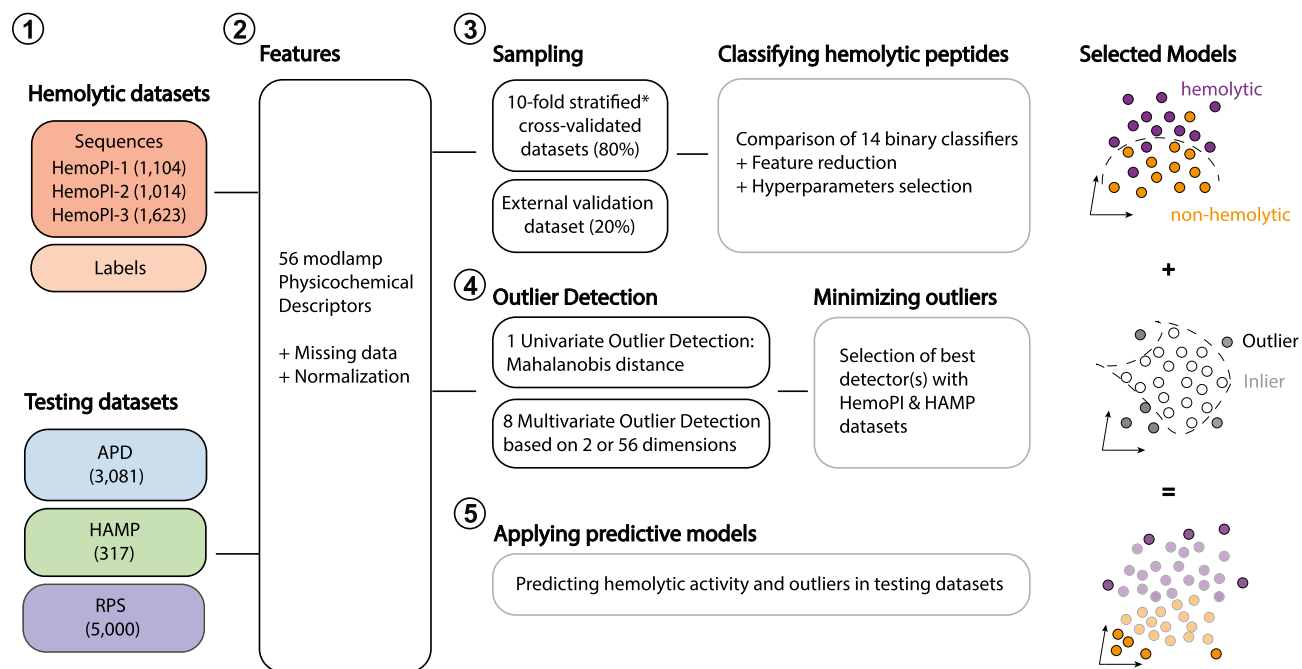 ①
Hemolytic datasets
Sequences
HemoPI-1 (1,104)
HemoPI-2 (1,014)
HemoPI-3 (1,623)
Labels
Testing datasets
APD
(3,081)
HAMP
(317)
RPS
(5,000)
②
Features
56 modlamp
Physicochemical
Descriptors
+ Missing data
+ Normalization
③
Sampling
10-fold stratified*
cross-validated
datasets (80%)
External validation
dataset (20%)
Classifying hemolytic peptides
Comparison of 14 binary classifiers
+ Feature reduction
+ Hyperparameters selection
④
Outlier Detection
1 Univariate Outlier Detection:
Mahalanobis distance
8 Multivariate Outlier Detection
based on 2 or 56 dimensions
Minimizing outliers
Selection of best
detector(s) with
HemoPI & HAMP
datasets
⑤
Applying predictive models
Predicting hemolytic activity and outliers in testing datasets
Selected Models
hemolytic
non-hemolytic
+
Outlier
Inlier
=